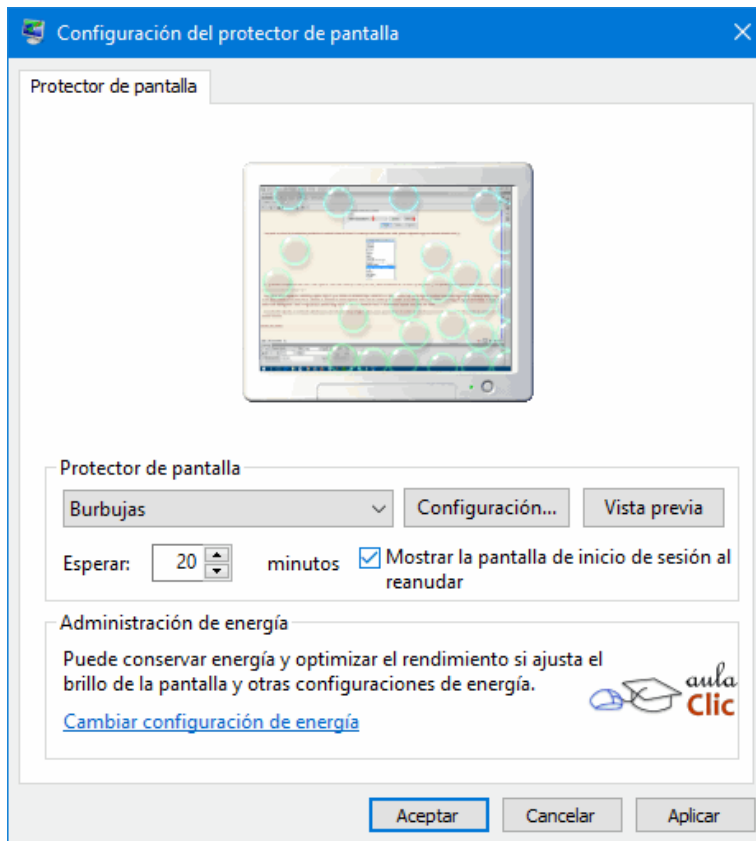 Configuración del protector de pantalla
Protector de pantalla
Protector de pantalla
Burbujas
Configuración...
Vista previa
Esperar:
20
minutos
Mostrar la pantalla de inicio de sesión al
reanudar
Administración de energía
Puede conservar energía y optimizar el rendimiento si ajusta el
brillo de la pantalla y otras configuraciones de energía.
aula
Clic
Cambiar configuración de energía
Aceptar
Cancelar
Aplicar